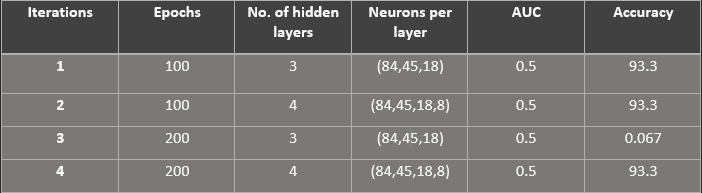 Iterations Epochs No. of hidden layers Neurons per layer AUC Accuracy
1 100 3 (84,45,18) 0.5 93.3
2 100 4 (84,45,18,8) 0.5 93.3
3 200 3 (84,45,18) 0.5 0.067
4 200 4 (84,45,18,8) 0.5 93.3